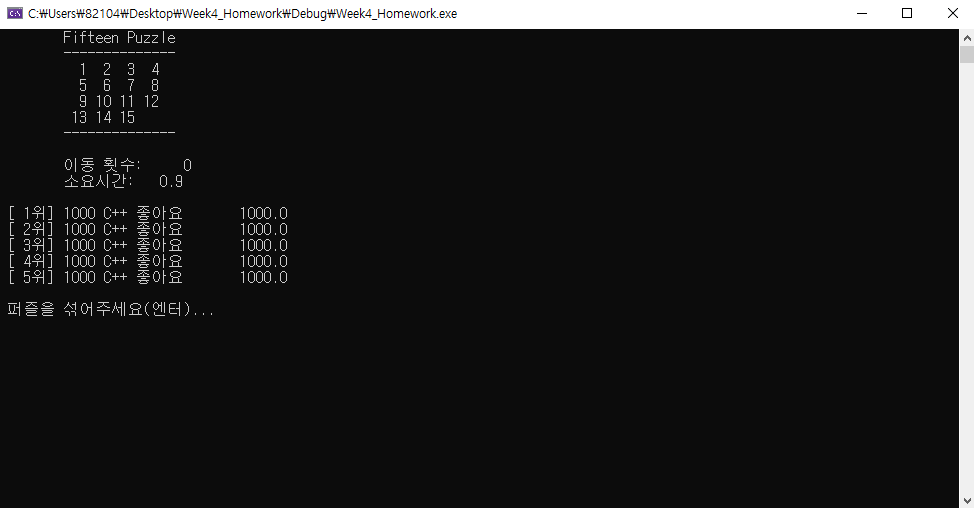 C:₩Users₩82104₩Desktop₩Week4_Homework₩Debug₩Week4_Homework.exe
Fifteen Puzzle
--------------
1 2 3 4
5 6 7 8
9 10 11 12
13 14 15
--------------
이동 횟수: 0
소요시간: 0.9
[ 1위] 1000 C++ 좋아요 1000.0
[ 2위] 1000 C++ 좋아요 1000.0
[ 3위] 1000 C++ 좋아요 1000.0
[ 4위] 1000 C++ 좋아요 1000.0
[ 5위] 1000 C++ 좋아요 1000.0
퍼즐을 섞어주세요(엔터)...